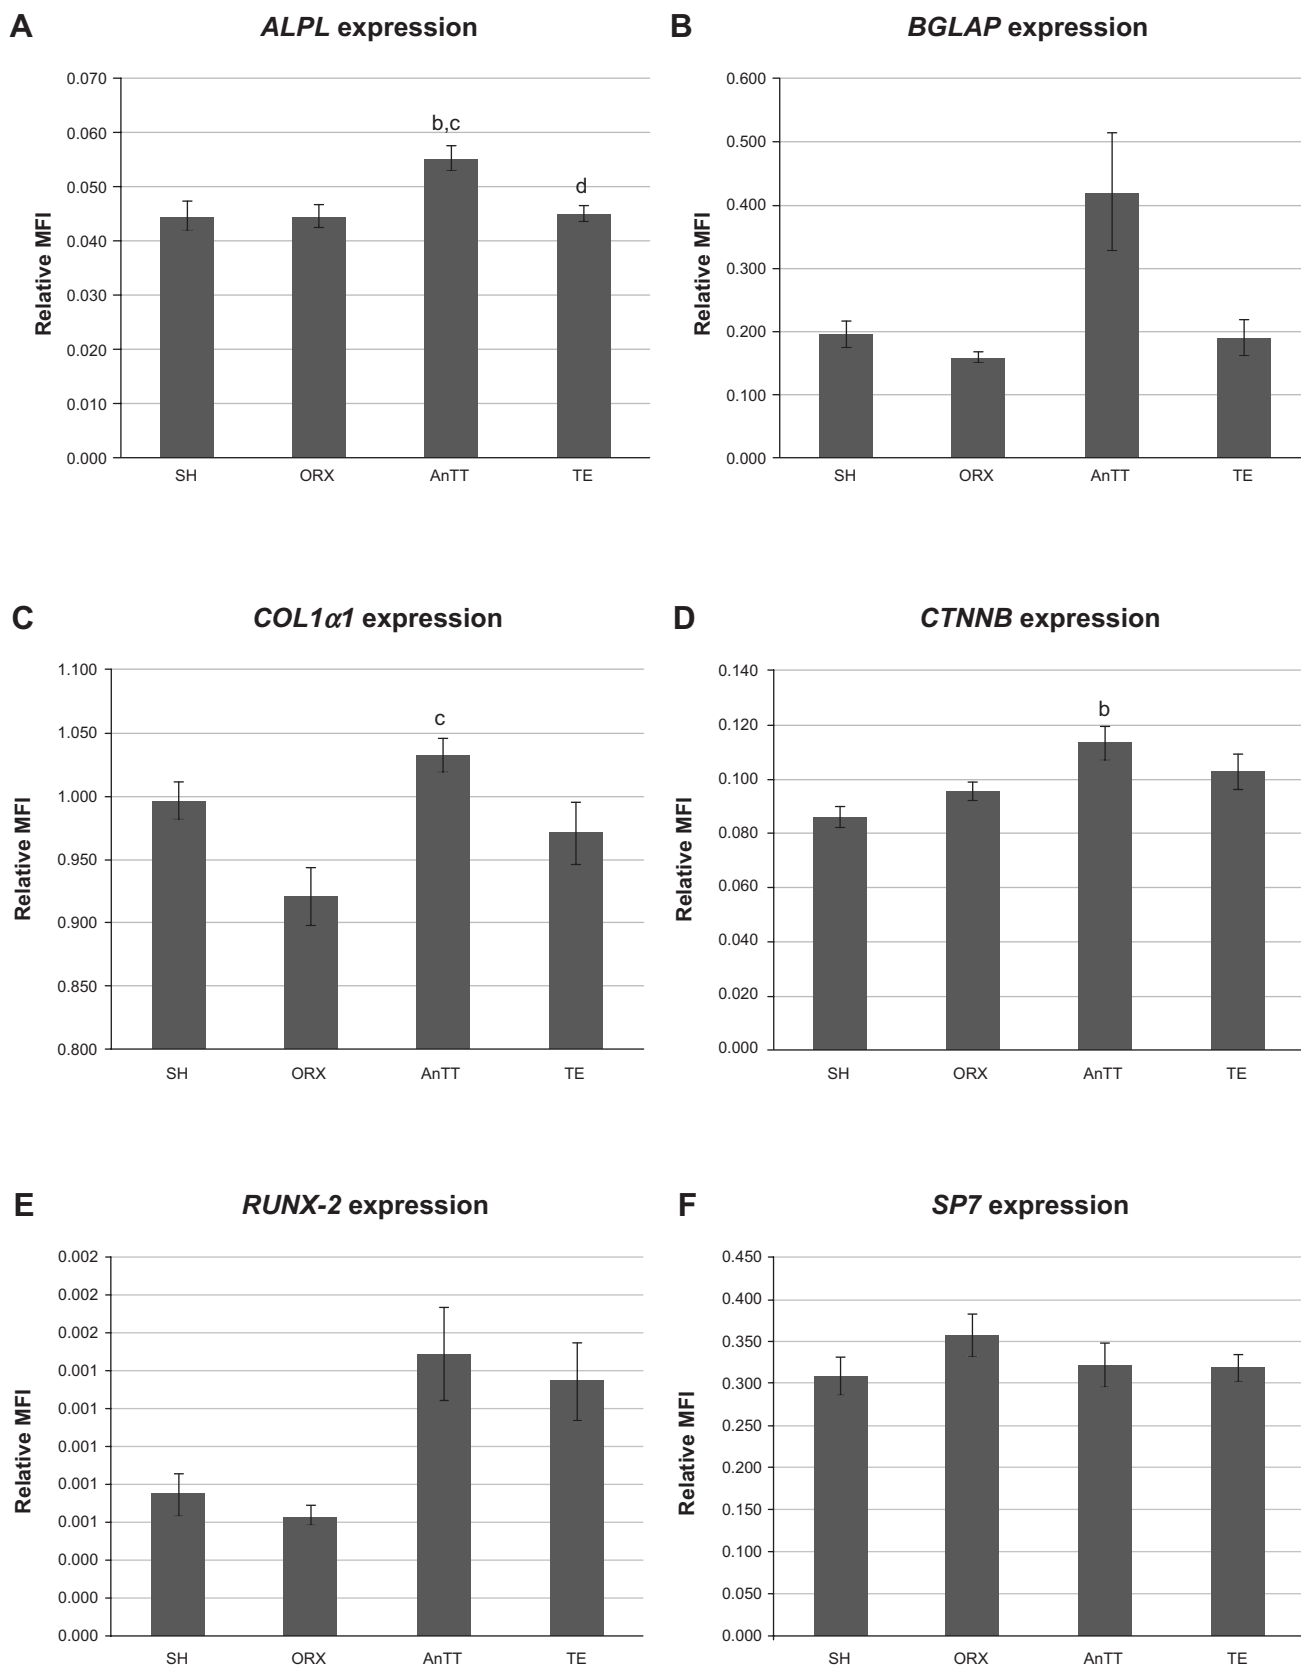 A
ALPL expression
0.070
0.060
0.050
0.040
0.030
0.020
0.010
0.000
Relative MFI
b,c
d
SH ORX AnTT TE
B
BGLAP expression
0.600
0.500
0.400
0.300
0.200
0.100
0.000
Relative MFI
SH ORX AnTT TE
C
COL1α1 expression
1.100
1.050
1.000
0.950
0.900
0.850
0.800
Relative MFI
c
SH ORX AnTT TE
D
CTNNB expression
0.140
0.120
0.100
0.080
0.060
0.040
0.020
0.000
Relative MFI
b
SH ORX AnTT TE
E
RUNX-2 expression
0.002
0.002
0.002
0.001
0.001
0.001
0.001
0.001
0.000
0.000
0.000
Relative MFI
SH ORX AnTT TE
F
SP7 expression
0.450
0.400
0.350
0.300
0.250
0.200
0.150
0.100
0.050
0.000
Relative MFI
SH ORX AnTT TE